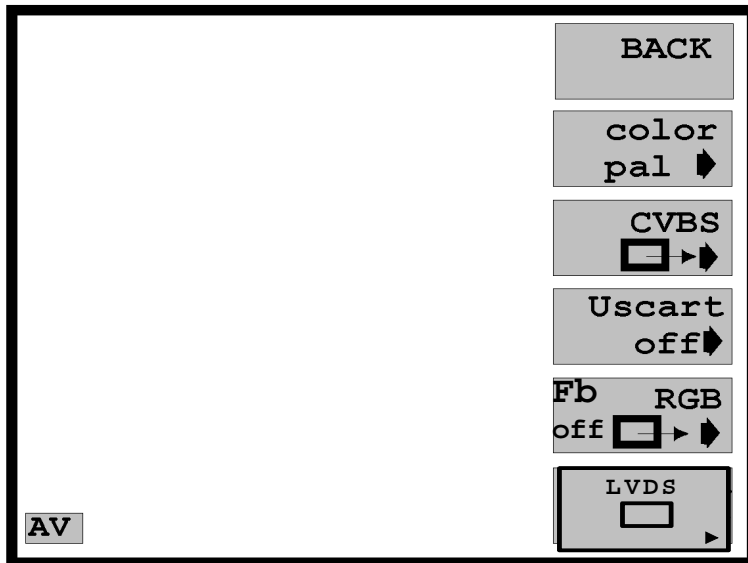 BACK
color
pal
CVBS
Uscart
off
Fb RGB
off
LVDS
AV